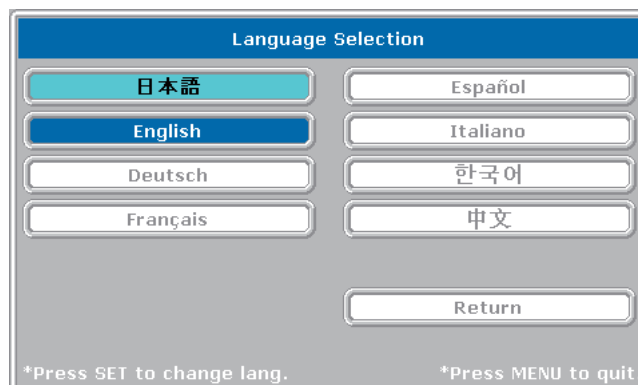 Language Selection
日本語
Español
English
Italiano
Deutsch
한국어
Français
中文
Return
*Press SET to change lang.
*Press MENU to quit